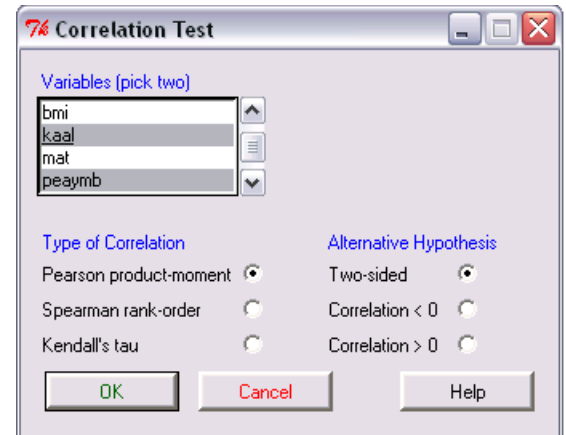 Correlation Test
Variables (pick two)
bmi
kaal
mat
peaymb
Type of Correlation
Pearson product-moment
Spearman rank-order
Kendall's tau
Alternative Hypothesis
Two-sided
Correlation < 0
Correlation > 0
OK
Cancel
Help